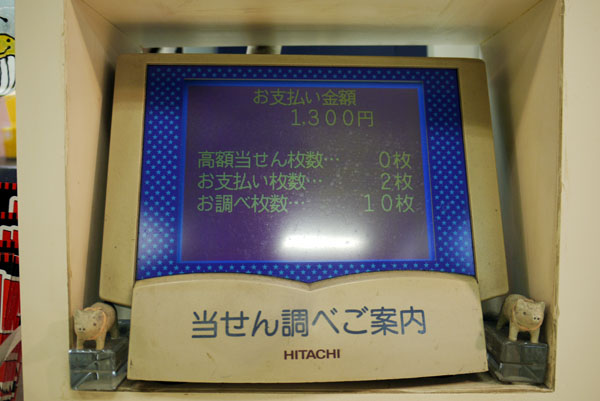 お支払い金額
1,300円
高額当せん枚数… 0枚
お支払い枚数… 2枚
お調べ枚数… 10枚
当せん調べご案内
HITACHI